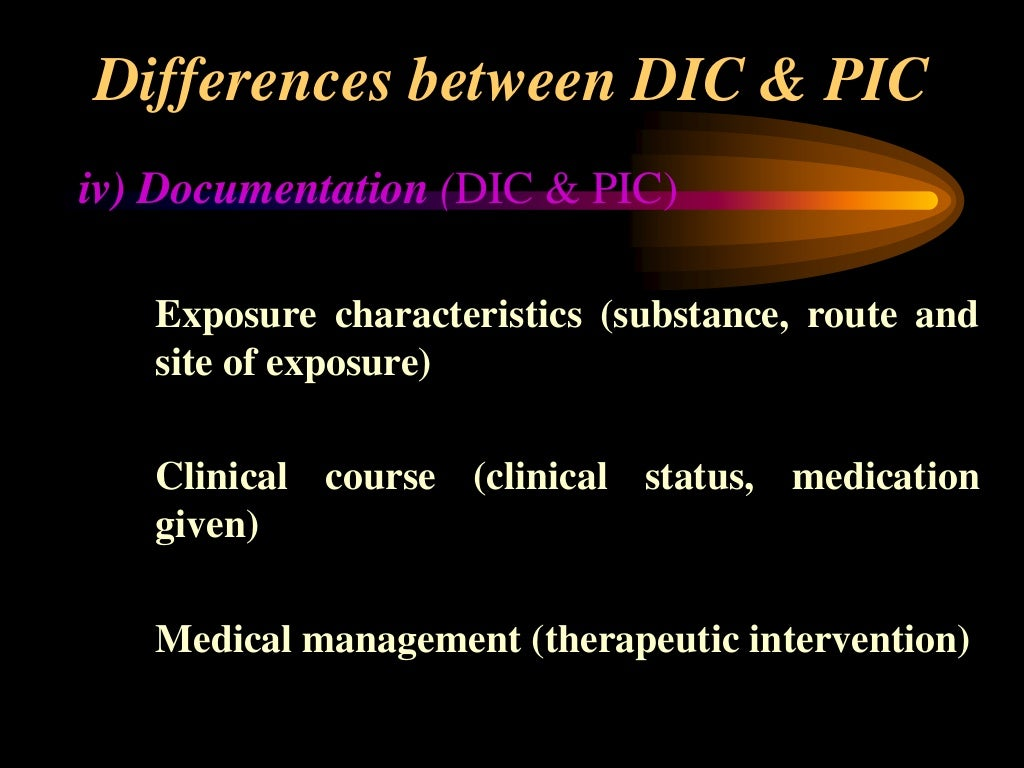 Differences between DIC & PIC
iv) Documentation (DIC & PIC)
Exposure characteristics (substance, route and
site of exposure)
Clinical course (clinical status, medication
given)
Medical management (therapeutic intervention)